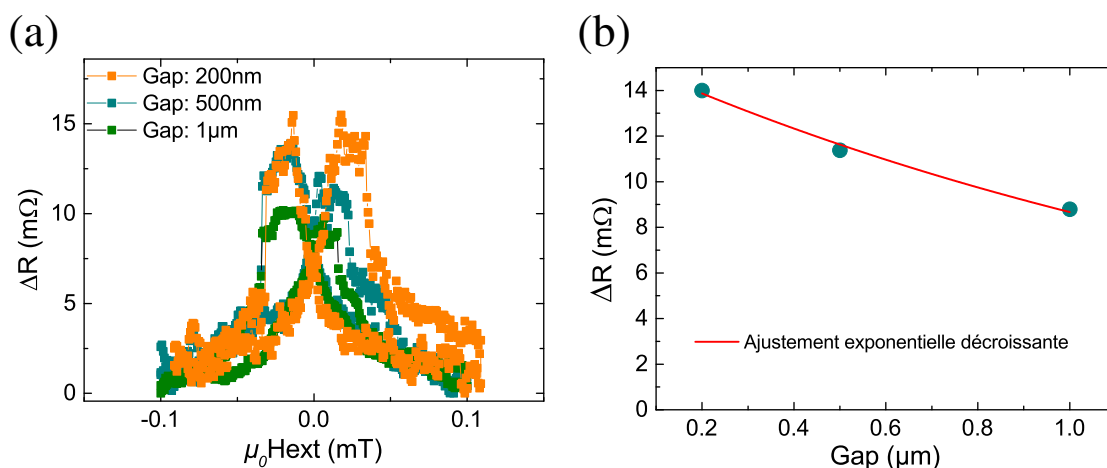 (a)
Gap: 200nm
Gap: 500nm
Gap: 1µm
15
10
5
0
ΔR (mΩ)
-0.1
0.0
0.1
µ₀Hext (mT)
(b)
14
12
10
8
6
4
2
0
ΔR (mΩ)
Ajustement exponentielle décroissante
0.2
0.4
0.6
0.8
1.0
Gap (µm)